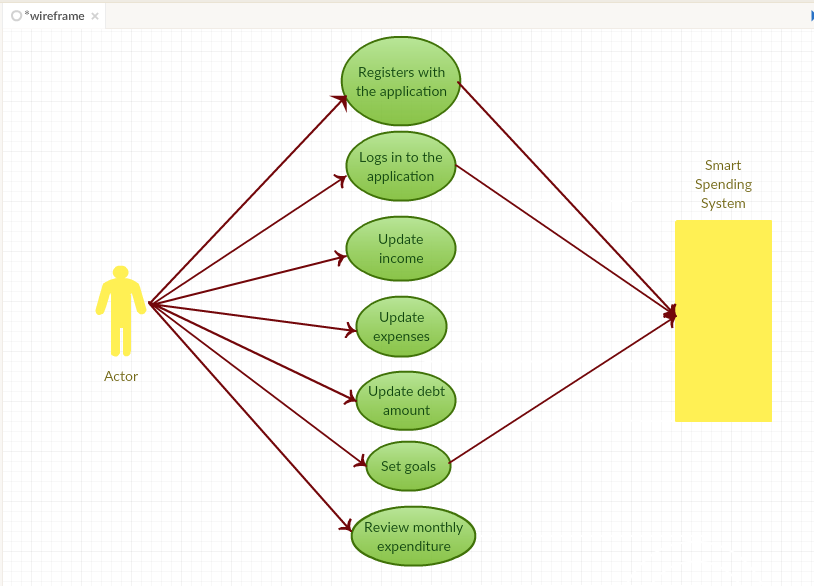 *wireframe
Registers with
the application
Logs in to the
application
Update
income
Update
expenses
Update debt
amount
Set goals
Review monthly
expenditure
Actor
Smart
Spending
System